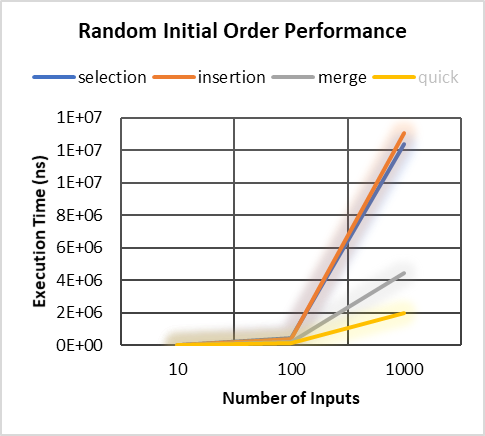 Random Initial Order Performance
selection insertion merge quick
1E+07
1E+07
1E+07
8E+06
6E+06
4E+06
2E+06
0E+00
Execution Time (ns)
10 100 1000
Number of Inputs